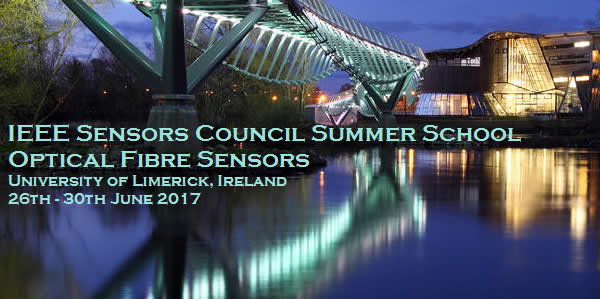 IEEE Sensors Council Summer School
Optical Fibre Sensors
University of Limerick, Ireland
26th - 30th June 2017